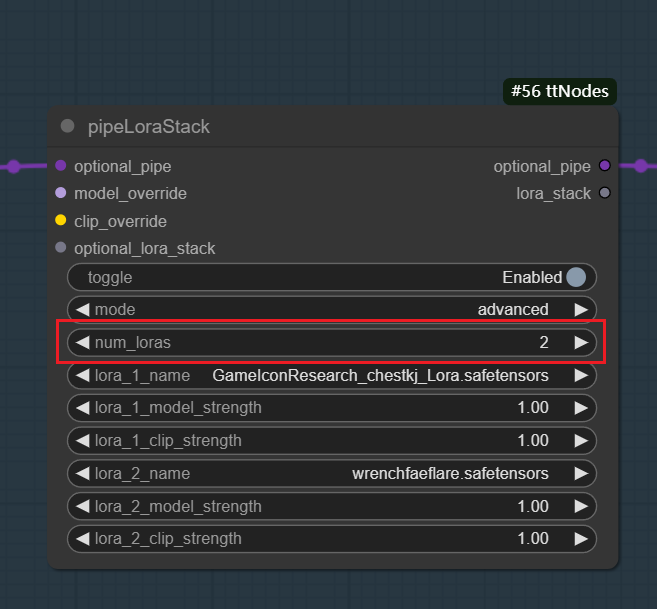 #56 ttNodes
pipeLoraStack
optional_pipe optional_pipe
model_override lora_stack
clip_override
optional_lora_stack
toggle Enabled
mode advanced
num_loras 2
lora_1_name GameIconResearch_chestkj_Lora.safetensors
lora_1_model_strength 1.00
lora_1_clip_strength 1.00
lora_2_name wrenchfaeflare.safetensors
lora_2_model_strength 1.00
lora_2_clip_strength 1.00